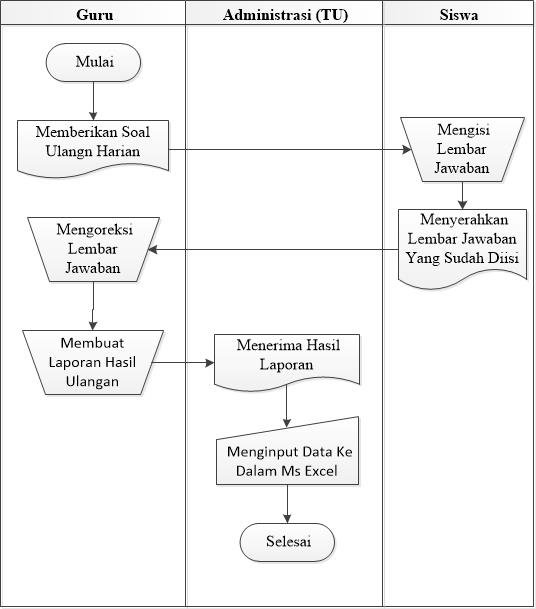 Guru
Administrasi (TU)
Siswa
Mulai
Memberikan Soal
Ulangn Harian
Mengisi
Lembar
Jawaban
Menyerahkan
Lembar Jawaban
Yang Sudah Diisi
Mengoreksi
Lembar
Jawaban
Membuat
Laporan Hasil
Ulangan
Menerima Hasil
Laporan
Menginput Data Ke
Dalam Ms Excel
Selesai